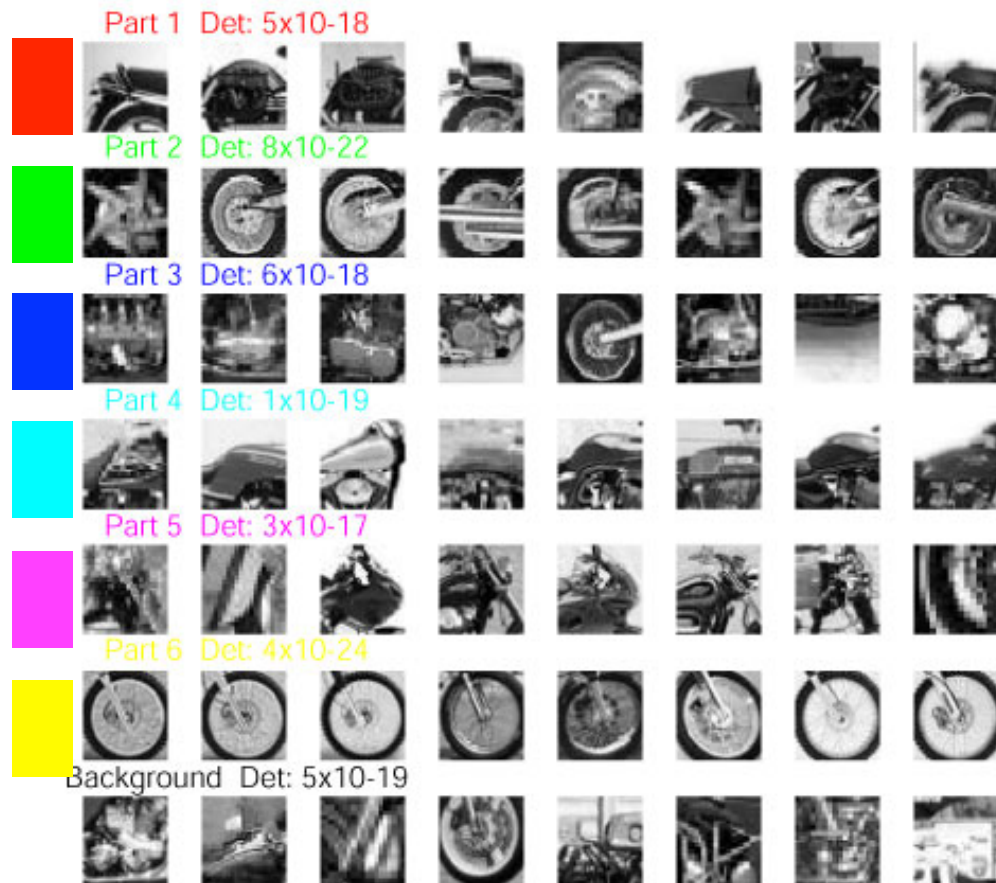 Part 1 Det: 5x10-18
Part 2 Det: 8x10-22
Part 3 Det: 6x10-18
Part 4 Det: 1x10-19
Part 5 Det: 3x10-17
Part 6 Det: 4x10-24
Background Det: 5x10-19